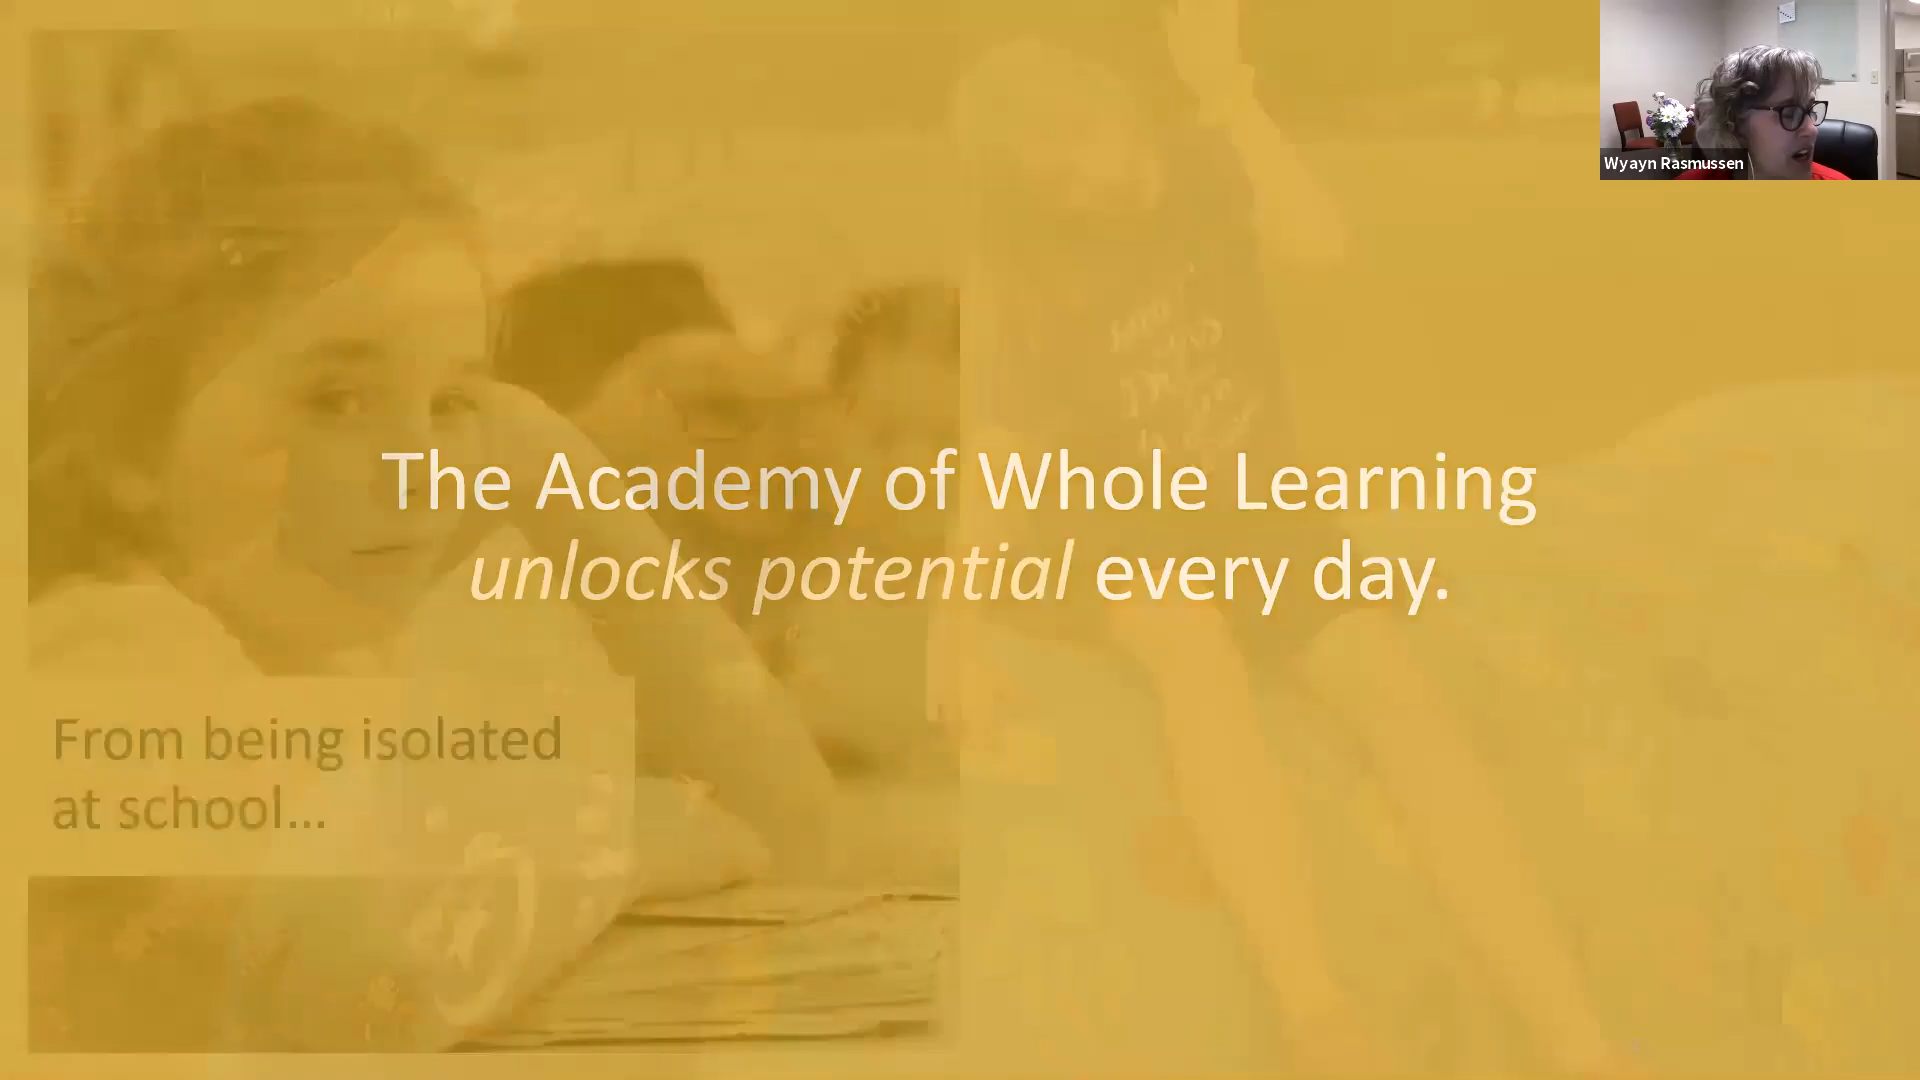 Wyayn Rasmussen
The Academy of Whole Learning
unlocks potential every day.
From being isolated
at school...